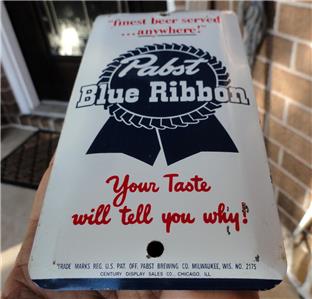 "finest beer served
...anywhere!"
Pabst
Blue Ribbon
Your Taste
will tell you why!
TRADE MARKS REG. U.S. PAT. OFF. PABST BREWING CO. MILWAUKEE, WIS. NO. 2175
CENTURY DISPLAY SALES CO., CHICAGO, ILL